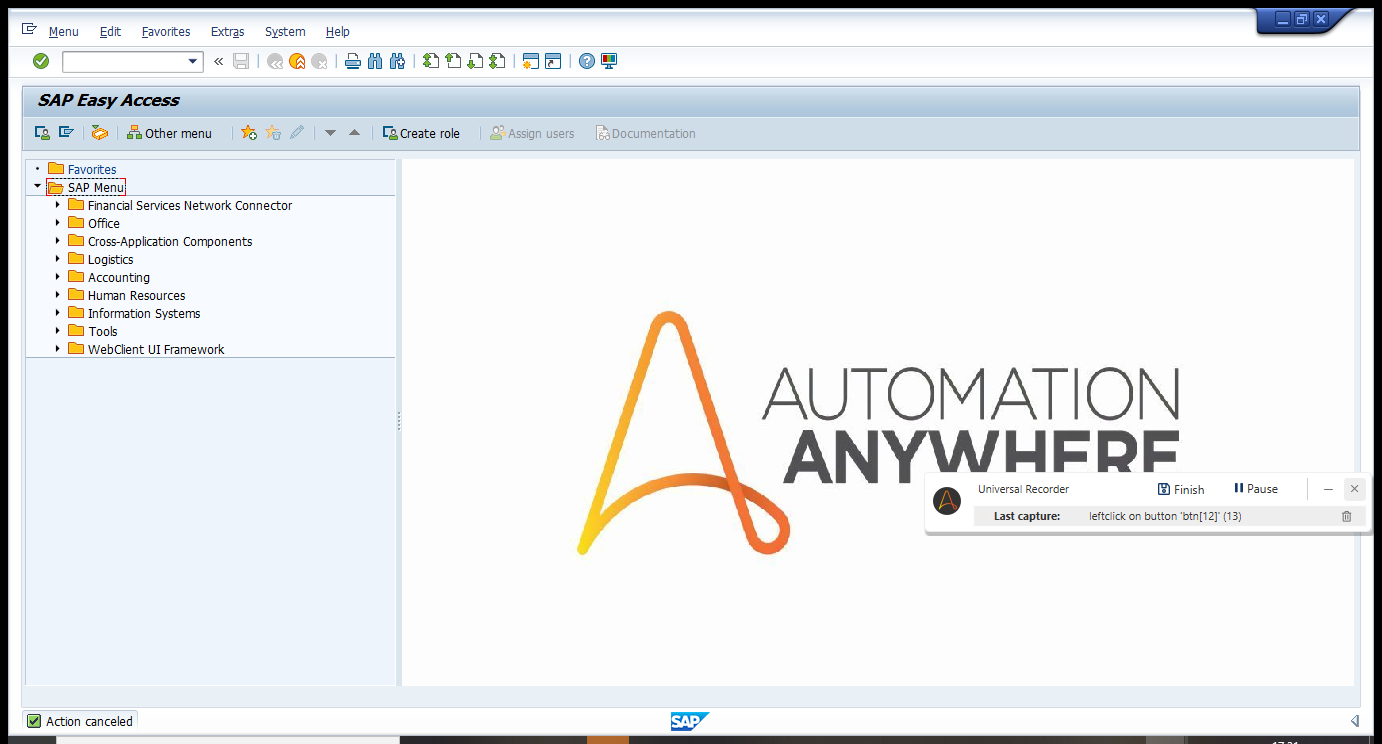 Menu Edit Favorites Extras System Help
SAP Easy Access
Other menu Create role Assign users Documentation
Favorites
SAP Menu
Financial Services Network Connector
Office
Cross-Application Components
Logistics
Accounting
Human Resources
Information Systems
Tools
WebClient UI Framework
AUTOMATION
ANYWHERE
Universal Recorder Finish Pause
Last capture: leftclick on button 'btn[12]' (13)
Action canceled
SAP